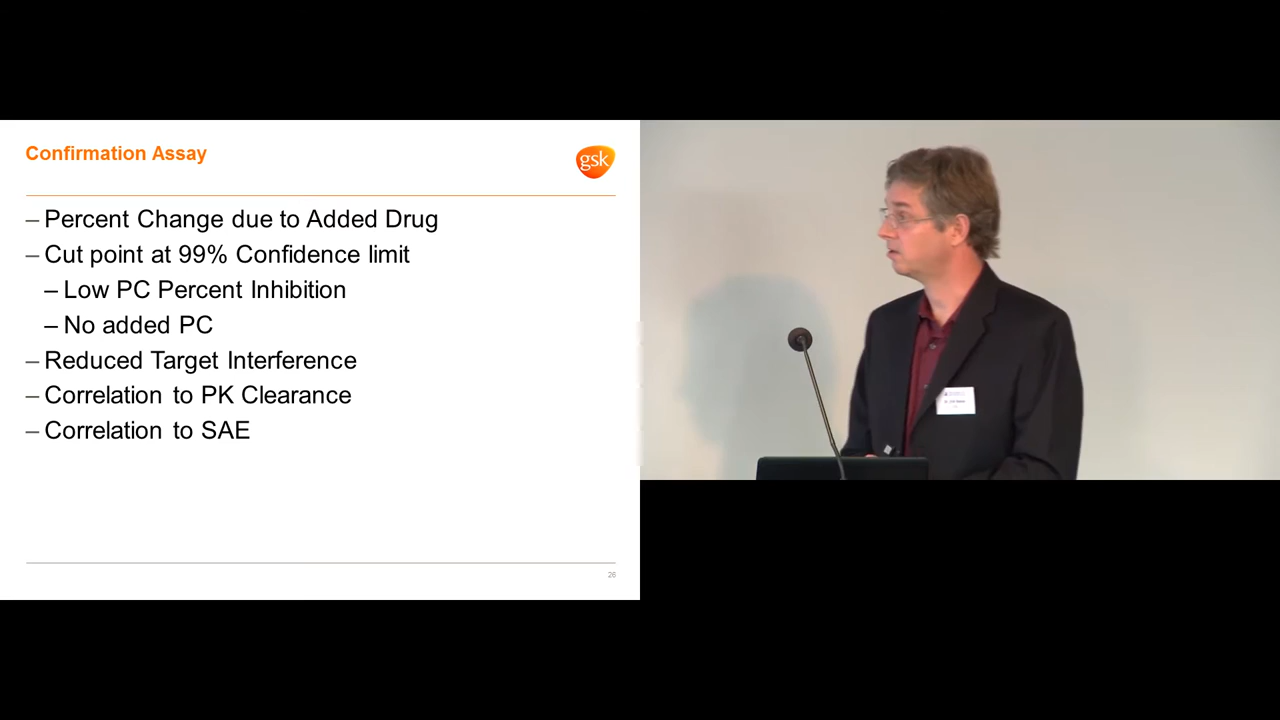 Confirmation Assay
gsk
– Percent Change due to Added Drug
– Cut point at 99% Confidence limit
– Low PC Percent Inhibition
– No added PC
– Reduced Target Interference
– Correlation to PK Clearance
– Correlation to SAE
26